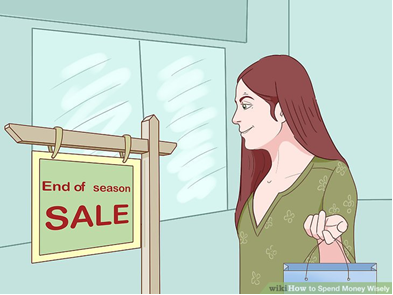 End of season
SALE
wikiHow to Spend Money Wisely